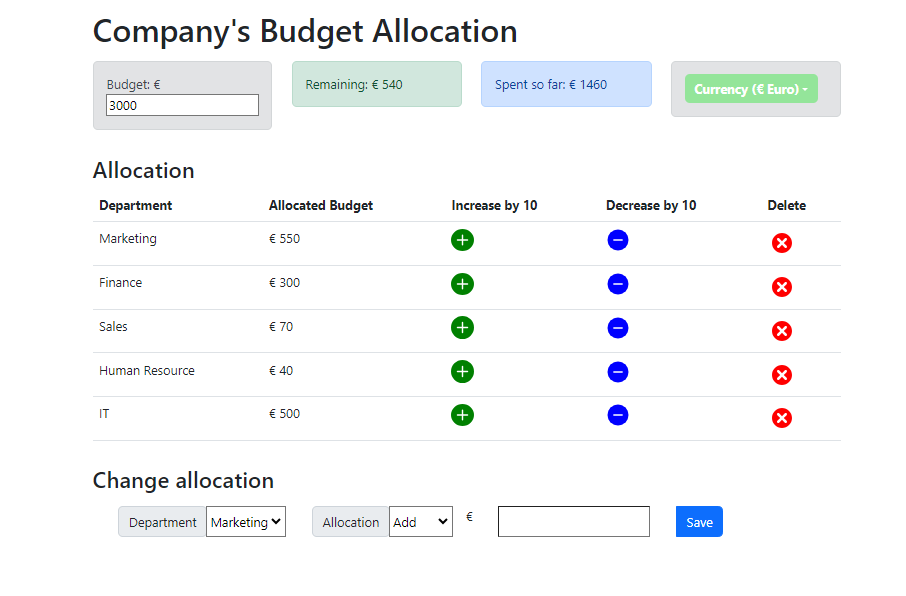 Company's Budget Allocation
Budget: €
3000
Remaining: € 540
Spent so far: € 1460
Currency (€ Euro)
Allocation
Department Allocated Budget Increase by 10 Decrease by 10 Delete
Marketing € 550
Finance € 300
Sales € 70
Human Resource € 40
IT € 500
Change allocation
Department Marketing Allocation Add € Save